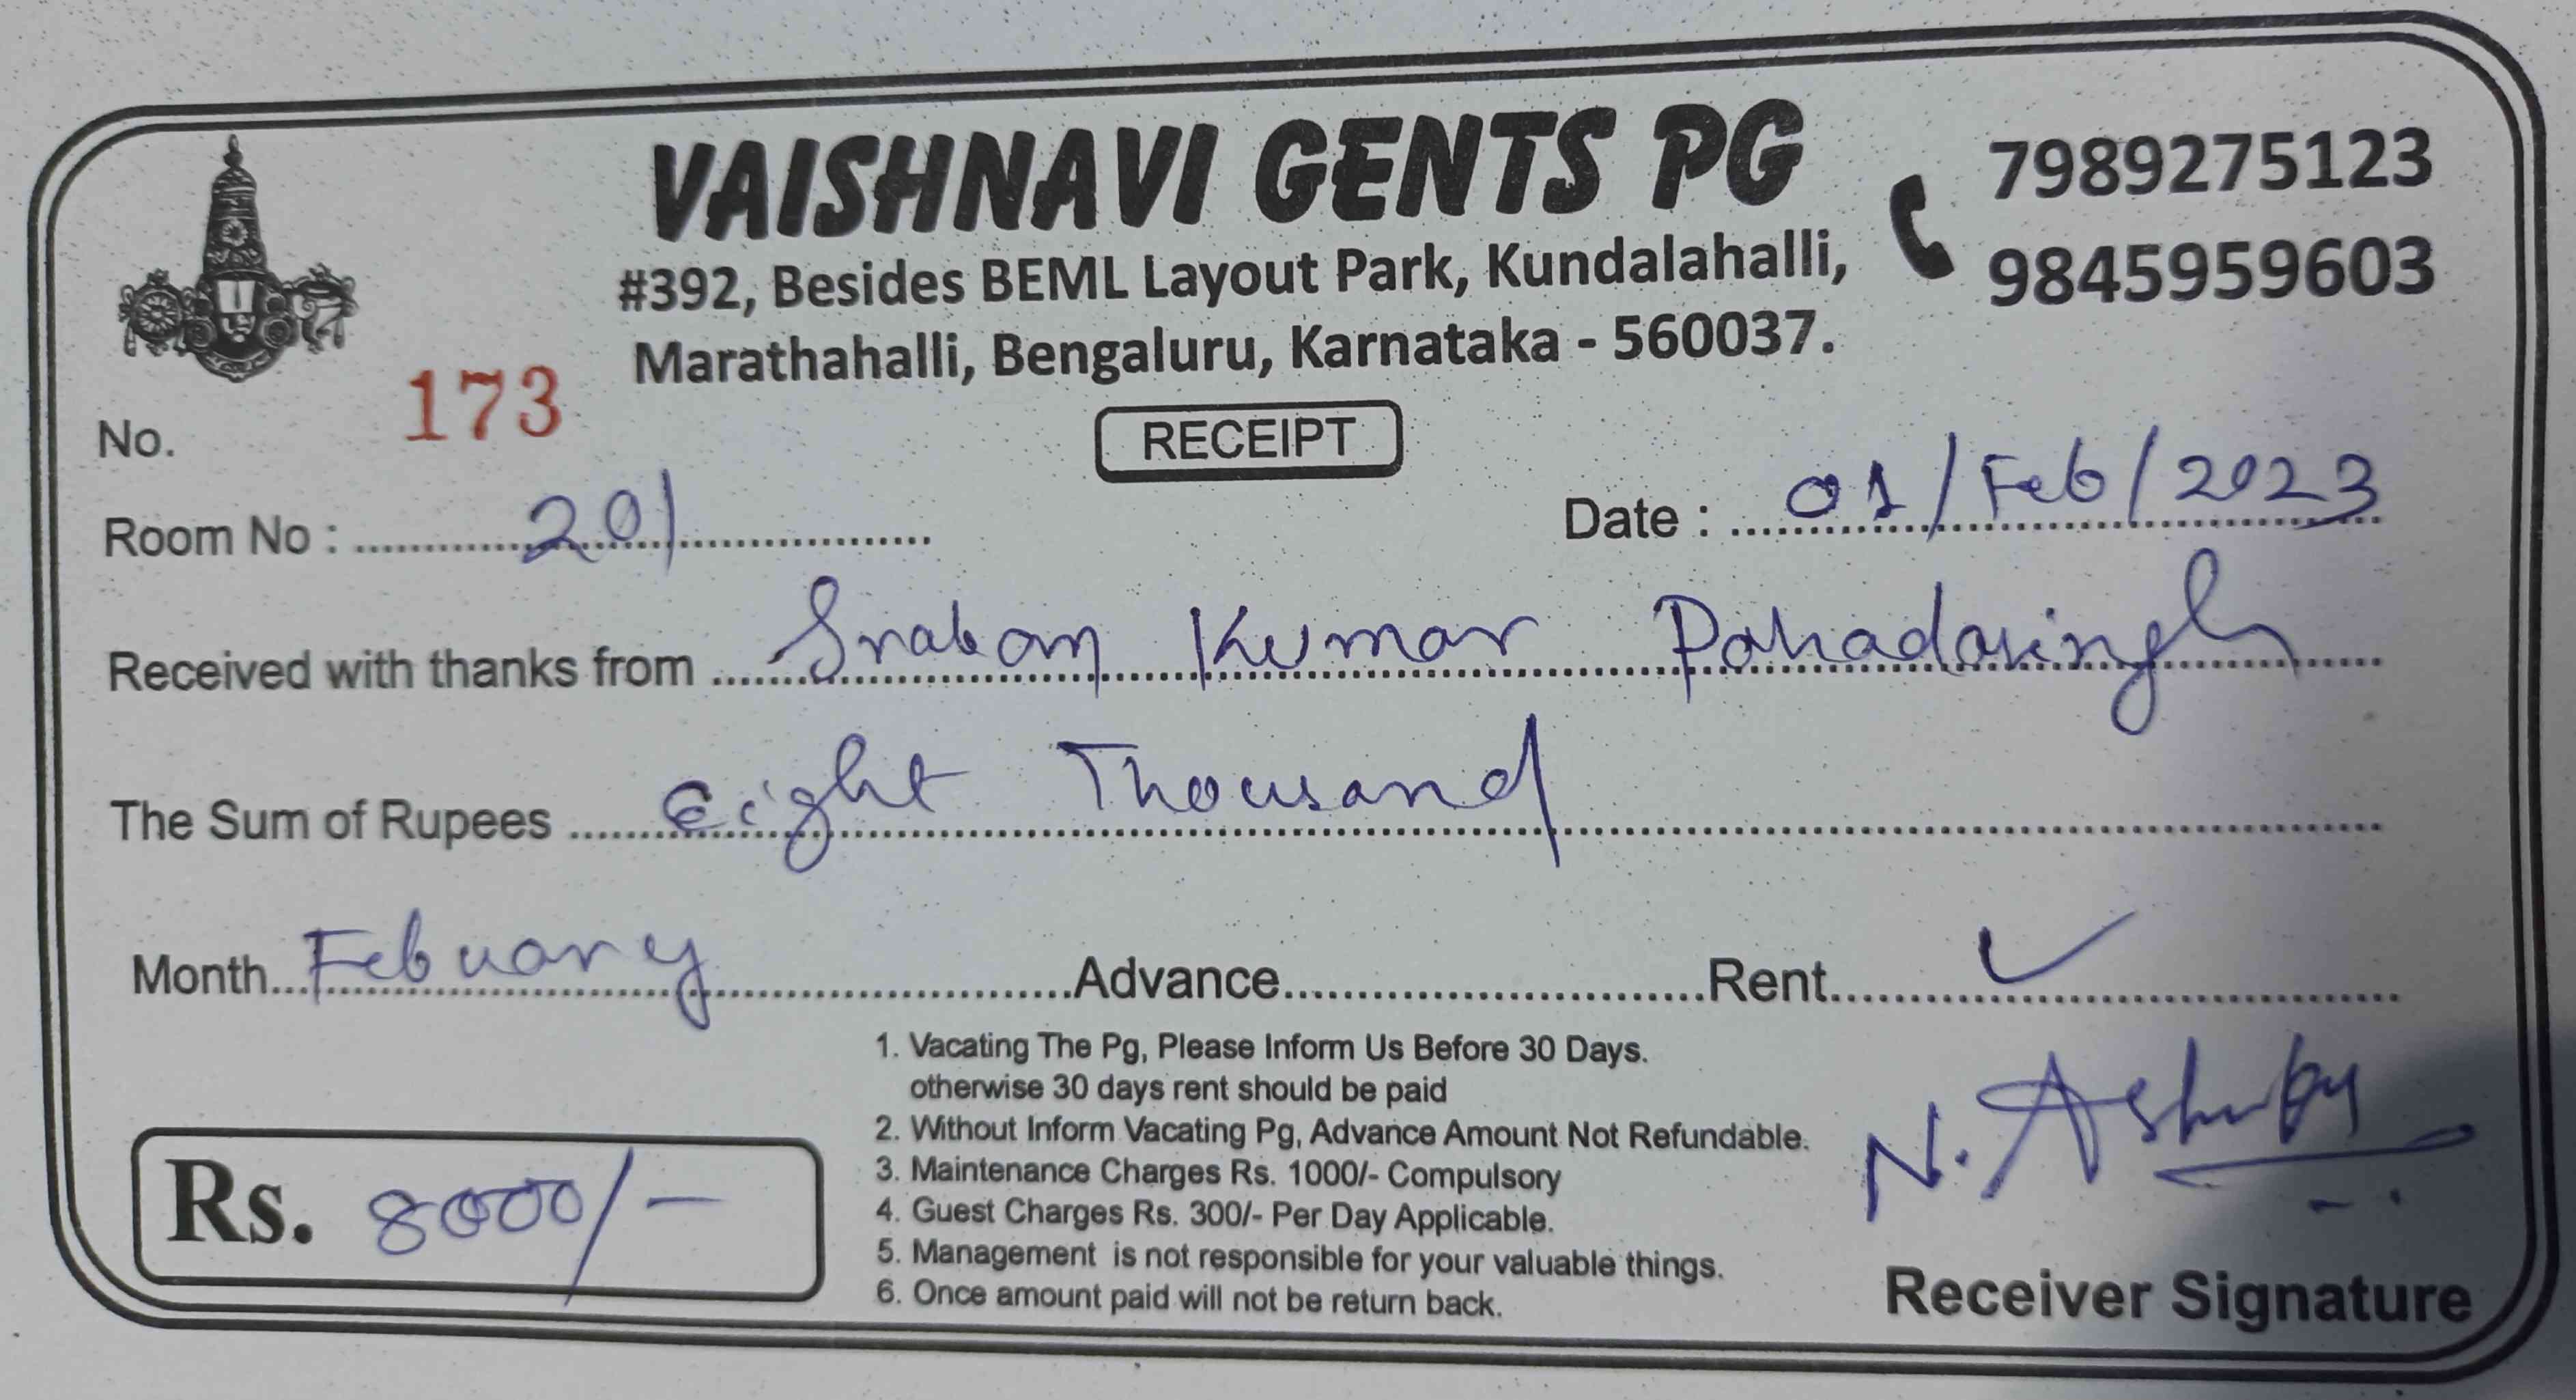 VAISHNAVI GENTS PG
7989275123
9845959603
#392, Besides BEML Layout Park, Kundalahalli,
Marathahalli, Bengaluru, Karnataka - 560037.
No. 173
RECEIPT
Room No : 201
Date : 01/Feb/2023
Received with thanks from Sraban Kumar Pahadasingh
The Sum of Rupees Eight Thousand
Month Febuary Advance Rent ✓
1. Vacating The Pg, Please Inform Us Before 30 Days.
otherwise 30 days rent should be paid
2. Without Inform Vacating Pg, Advance Amount Not Refundable.
3. Maintenance Charges Rs. 1000/- Compulsory
4. Guest Charges Rs. 300/- Per Day Applicable.
5. Management is not responsible for your valuable things.
6. Once amount paid will not be return back.
Rs. 8000/-
N.
Receiver Signature